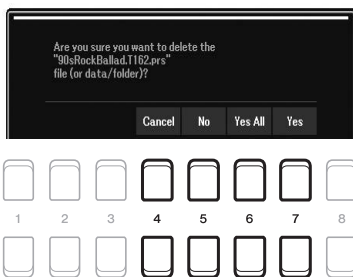 Are you sure you want to delete the
"90sRockBallad.T162.prs"
file (or data/folder)?
Cancel No Yes All Yes
1 2 3 4 5 6 7 8